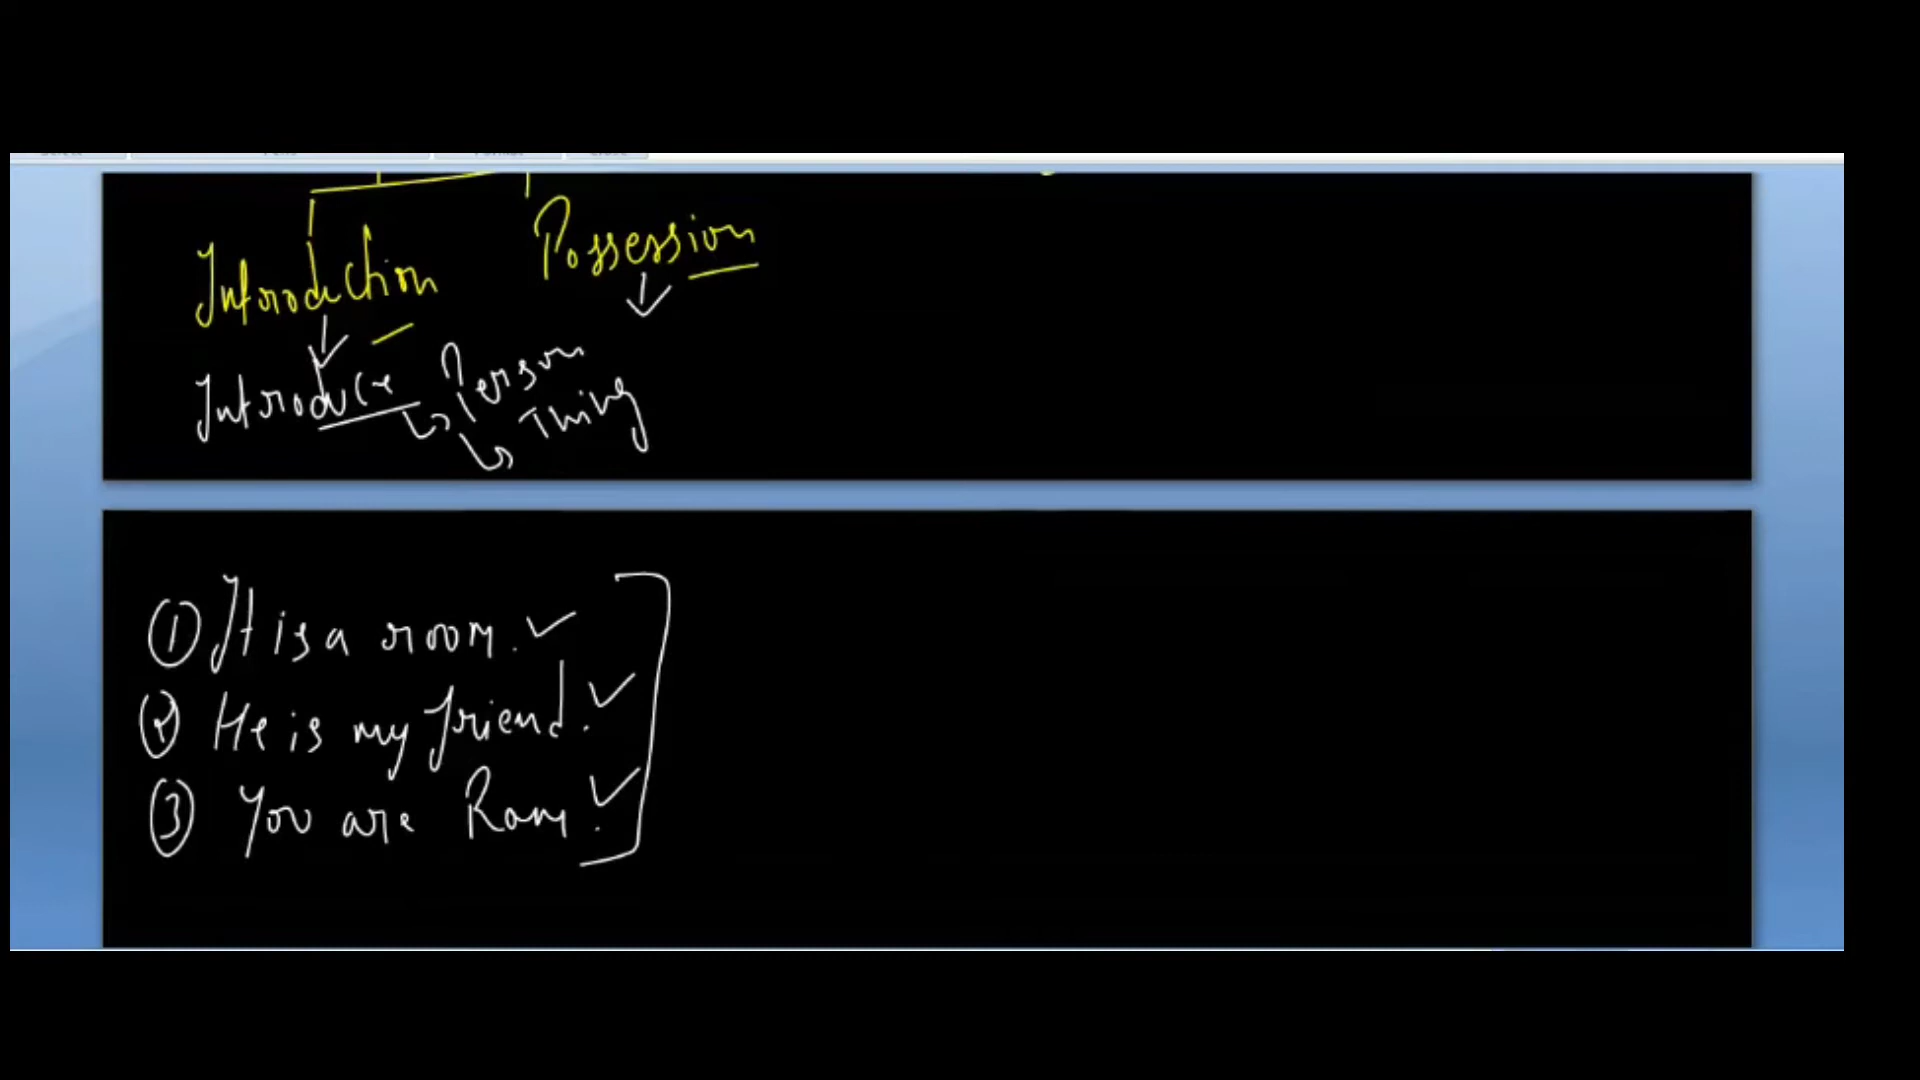 Introduction Possession
Introduce Person
Thing
① It is a room. ✓
② He is my friend. ✓
③ You are Ram. ✓